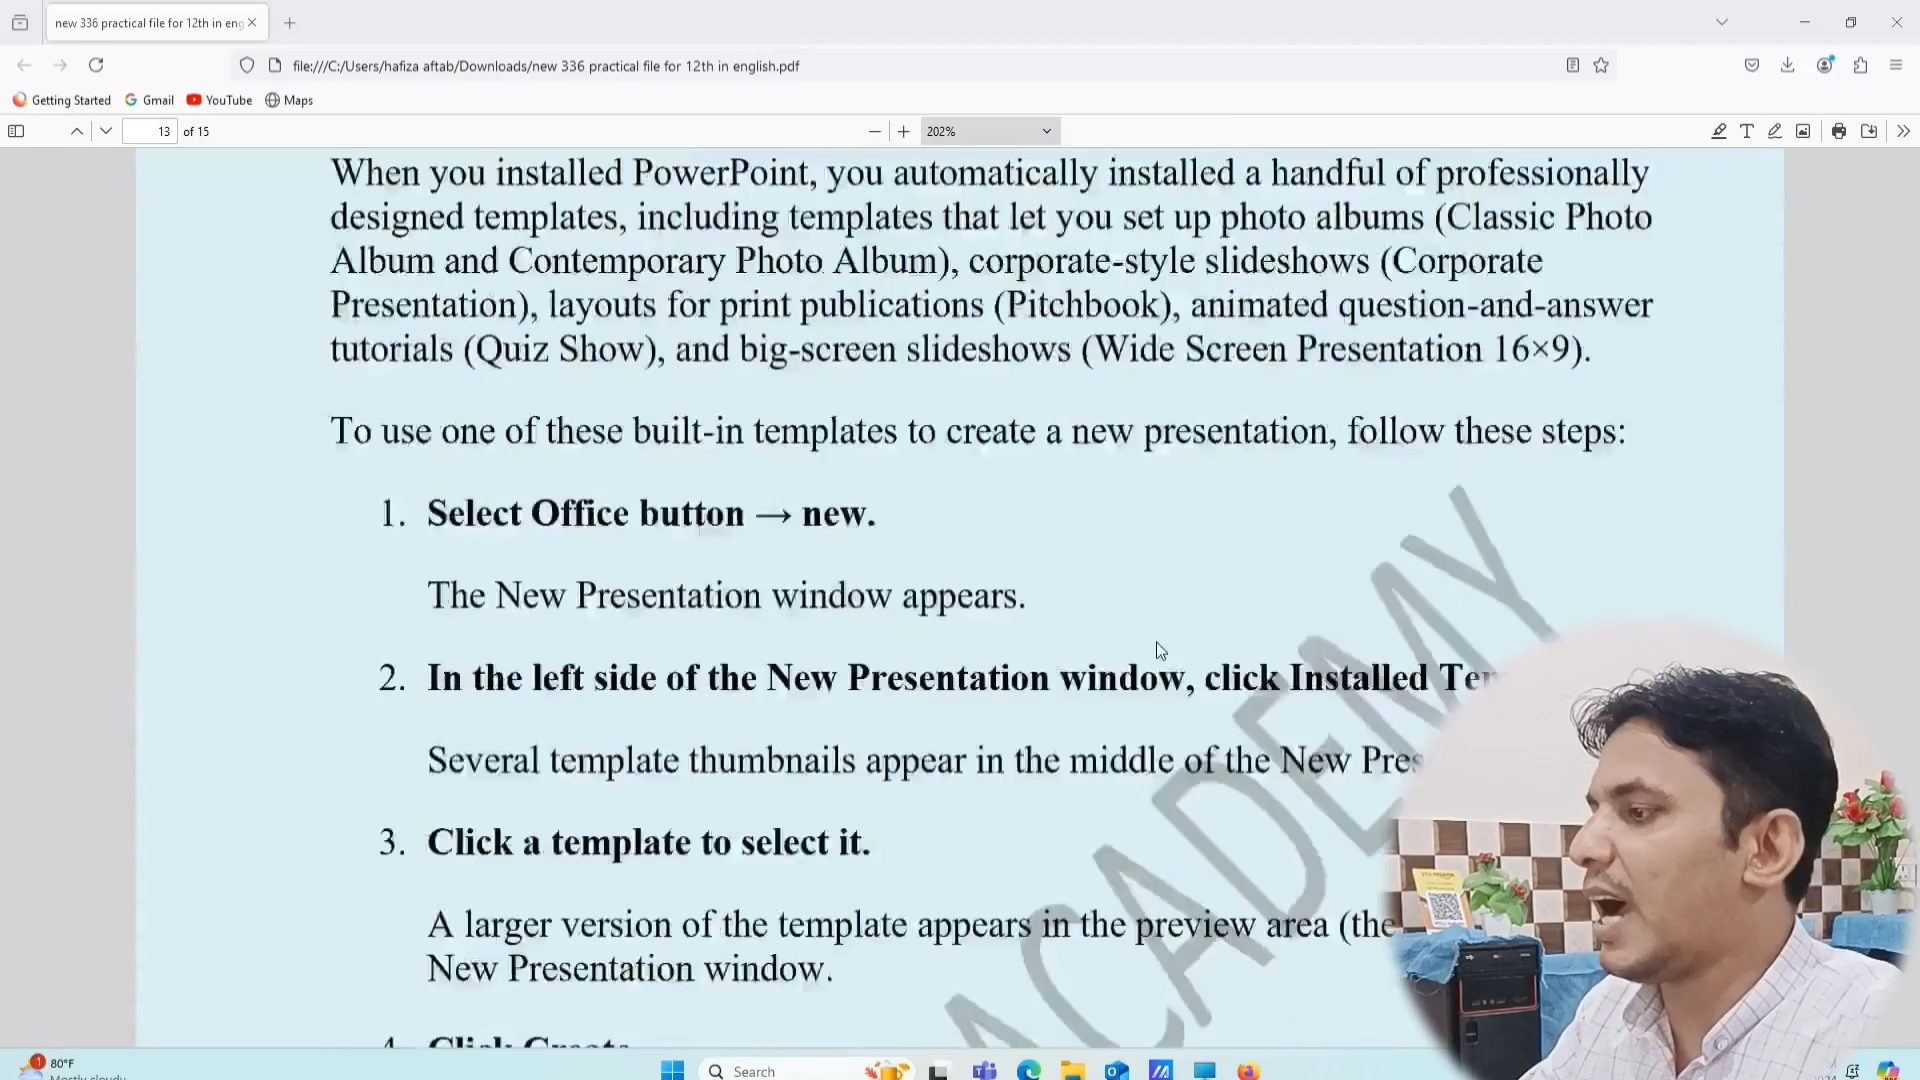 new 336 practical file for 12th in eng
file:///C:/Users/hafiza aftab/Downloads/new 336 practical file for 12th in english.pdf
Getting Started Gmail YouTube Maps
13 of 15 202%
When you installed PowerPoint, you automatically installed a handful of professionally
designed templates, including templates that let you set up photo albums (Classic Photo
Album and Contemporary Photo Album), corporate-style slideshows (Corporate
Presentation), layouts for print publications (Pitchbook), animated question-and-answer
tutorials (Quiz Show), and big-screen slideshows (Wide Screen Presentation 16×9).
To use one of these built-in templates to create a new presentation, follow these steps:
1. Select Office button → new.
The New Presentation window appears.
2. In the left side of the New Presentation window, click Installed Te
Several template thumbnails appear in the middle of the New Pres
3. Click a template to select it.
A larger version of the template appears in the preview area (the
New Presentation window.
4. Click Create
ACADEMY
1 80°F
Mostly cloudy
Search